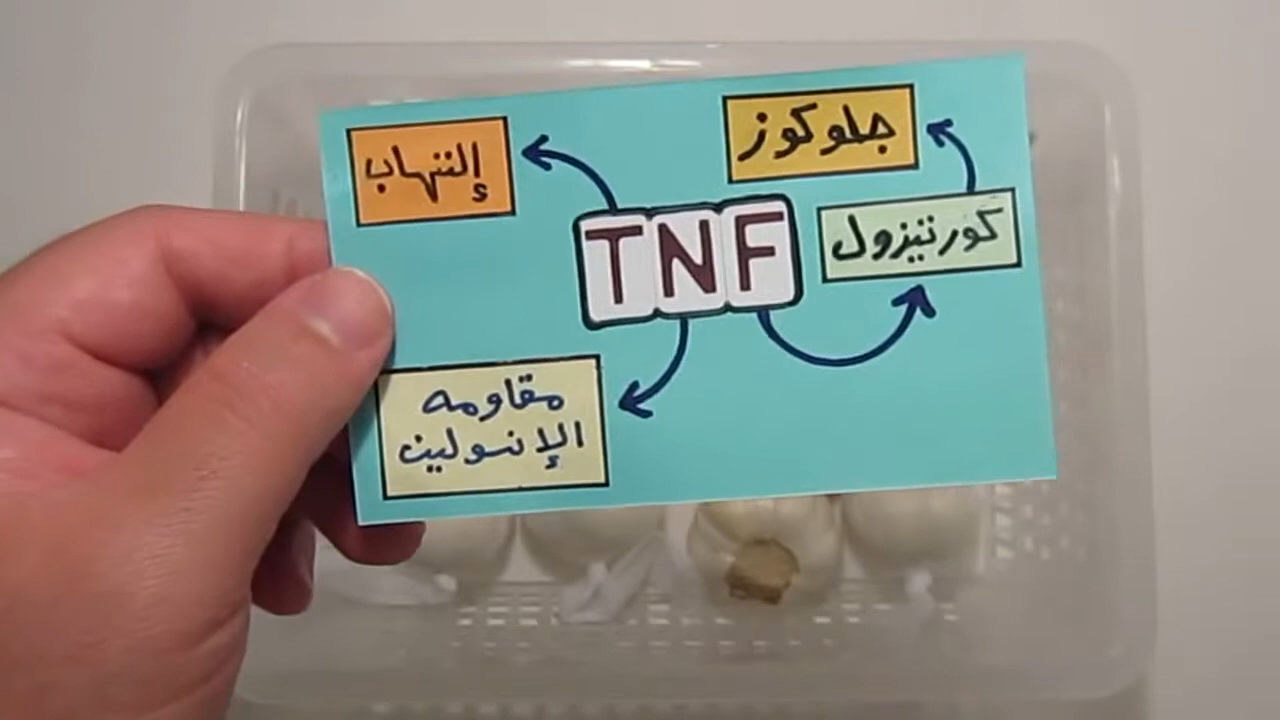 جلوكوز
إلتهاب
كورتيزول
TNF
مقاومه
الإنسولين